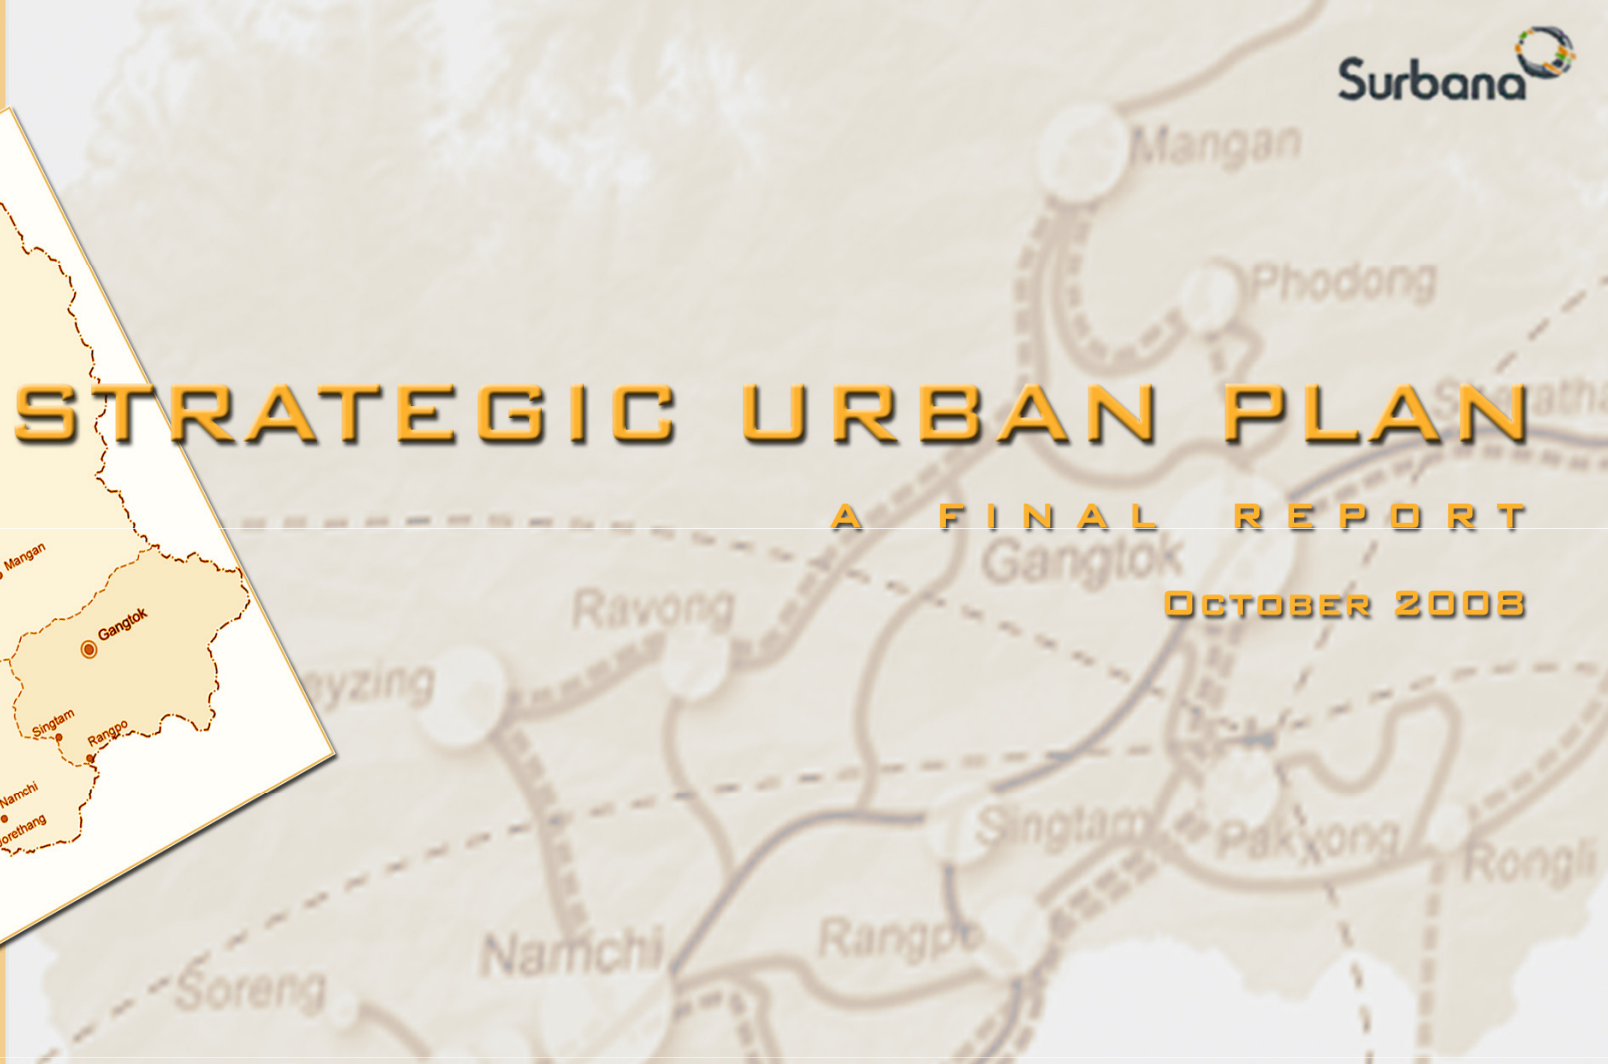 Surbana
Mangan
Phodong
STRATEGIC URBAN PLAN
A FINAL REPORT
Gangtok
October 2008
Ravong
Mangan
Gangtok
Singtam
Rangpo
Namchi
Singtam
Pakyong
Rongli
Rangpo
Namchi
Soreng